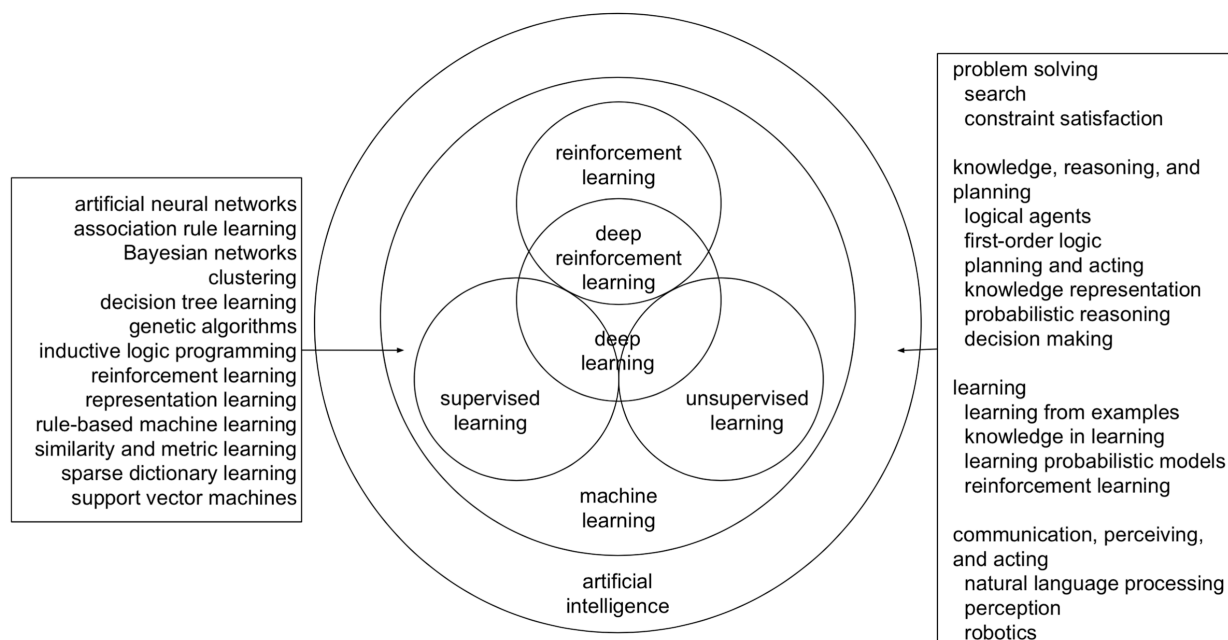 artificial neural networks
association rule learning
Bayesian networks
clustering
decision tree learning
genetic algorithms
inductive logic programming
reinforcement learning
representation learning
rule-based machine learning
similarity and metric learning
sparse dictionary learning
support vector machines
reinforcement
learning
deep
reinforcement
learning
deep
learning
supervised
learning
unsupervised
learning
machine
learning
artificial
intelligence
problem solving
search
constraint satisfaction
knowledge, reasoning, and
planning
logical agents
first-order logic
planning and acting
knowledge representation
probabilistic reasoning
decision making
learning
learning from examples
knowledge in learning
learning probabilistic models
reinforcement learning
communication, perceiving,
and acting
natural language processing
perception
robotics